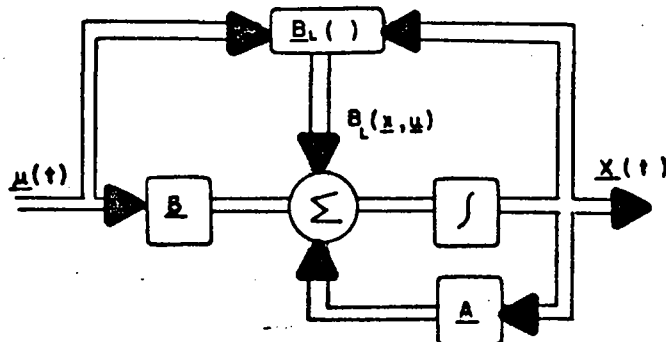 B_L ( )
B_L(x,u)
μ(t)
x(t)
B
Σ
∫
A